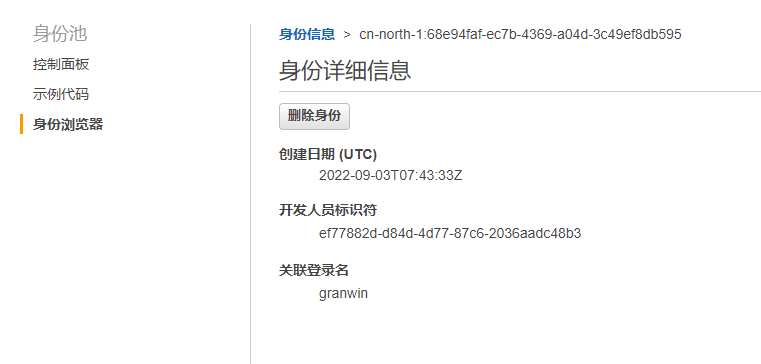 身份池
控制面板
示例代码
身份浏览器
身份信息 > cn-north-1:68e94faf-ec7b-4369-a04d-3c49ef8db595
身份详细信息
删除身份
创建日期 (UTC)
2022-09-03T07:43:33Z
开发人员标识符
ef77882d-d84d-4d77-87c6-2036aadc48b3
关联登录名
granwin